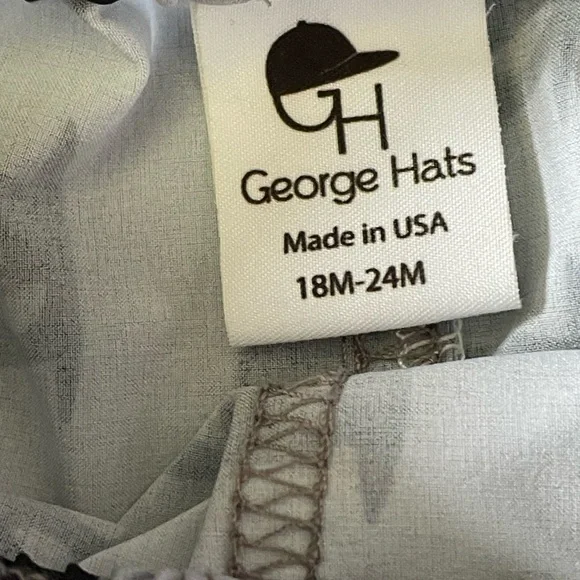 GH
George Hats
Made in USA
18M-24M